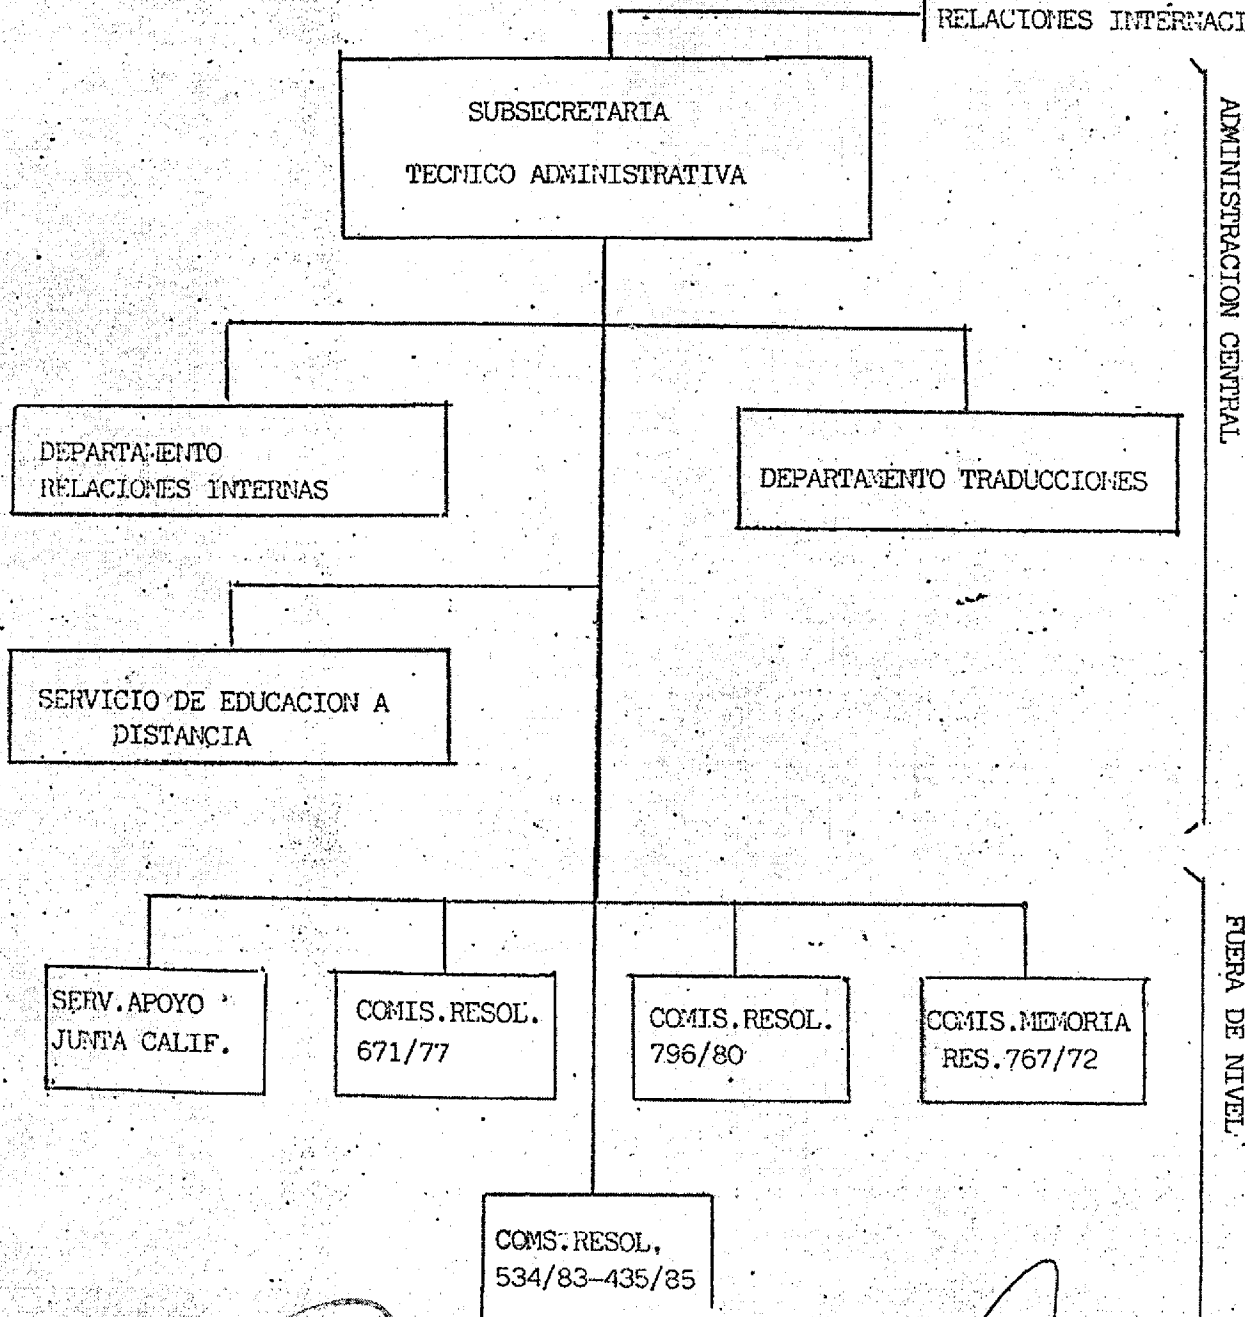 RELACIONES INTERNACI
SUBSECRETARIA
TECNICO ADMINISTRATIVA
ADMINISTRACION CENTRAL
DEPARTAMENTO
RELACIONES INTERNAS
DEPARTAMENTO TRADUCCIONES
SERVICIO DE EDUCACION A
DISTANCIA
FUERA DE NIVEL
SERV.APOYO
JUNTA CALIF.
COMIS.RESOL.
671/77
COMIS.RESOL.
796/80
COMIS.MEMORIA
RES.767/72
COMS.RESOL.
534/83-435/85